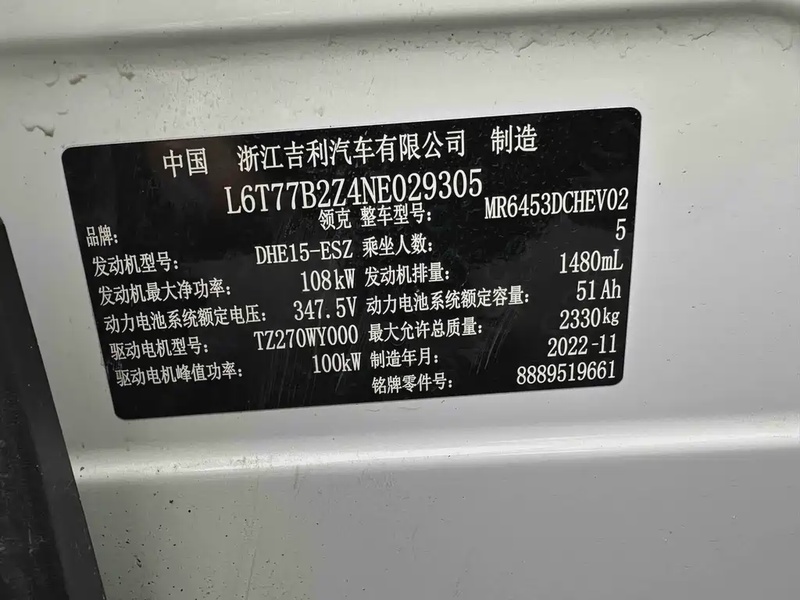 中国 浙江吉利汽车有限公司 制造
L6T77B2Z4NE029305
品牌: 领克 整车型号: MR6453DCHEV02
发动机型号: DHE15-ESZ 乘坐人数: 5
发动机最大净功率: 108kW 发动机排量: 1480mL
动力电池系统额定电压: 347.5V 动力电池系统额定容量: 51Ah
驱动电机型号: TZ270WY000 最大允许总质量: 2330kg
驱动电机峰值功率: 100kW 制造年月: 2022-11
铭牌零件号: 8889519661